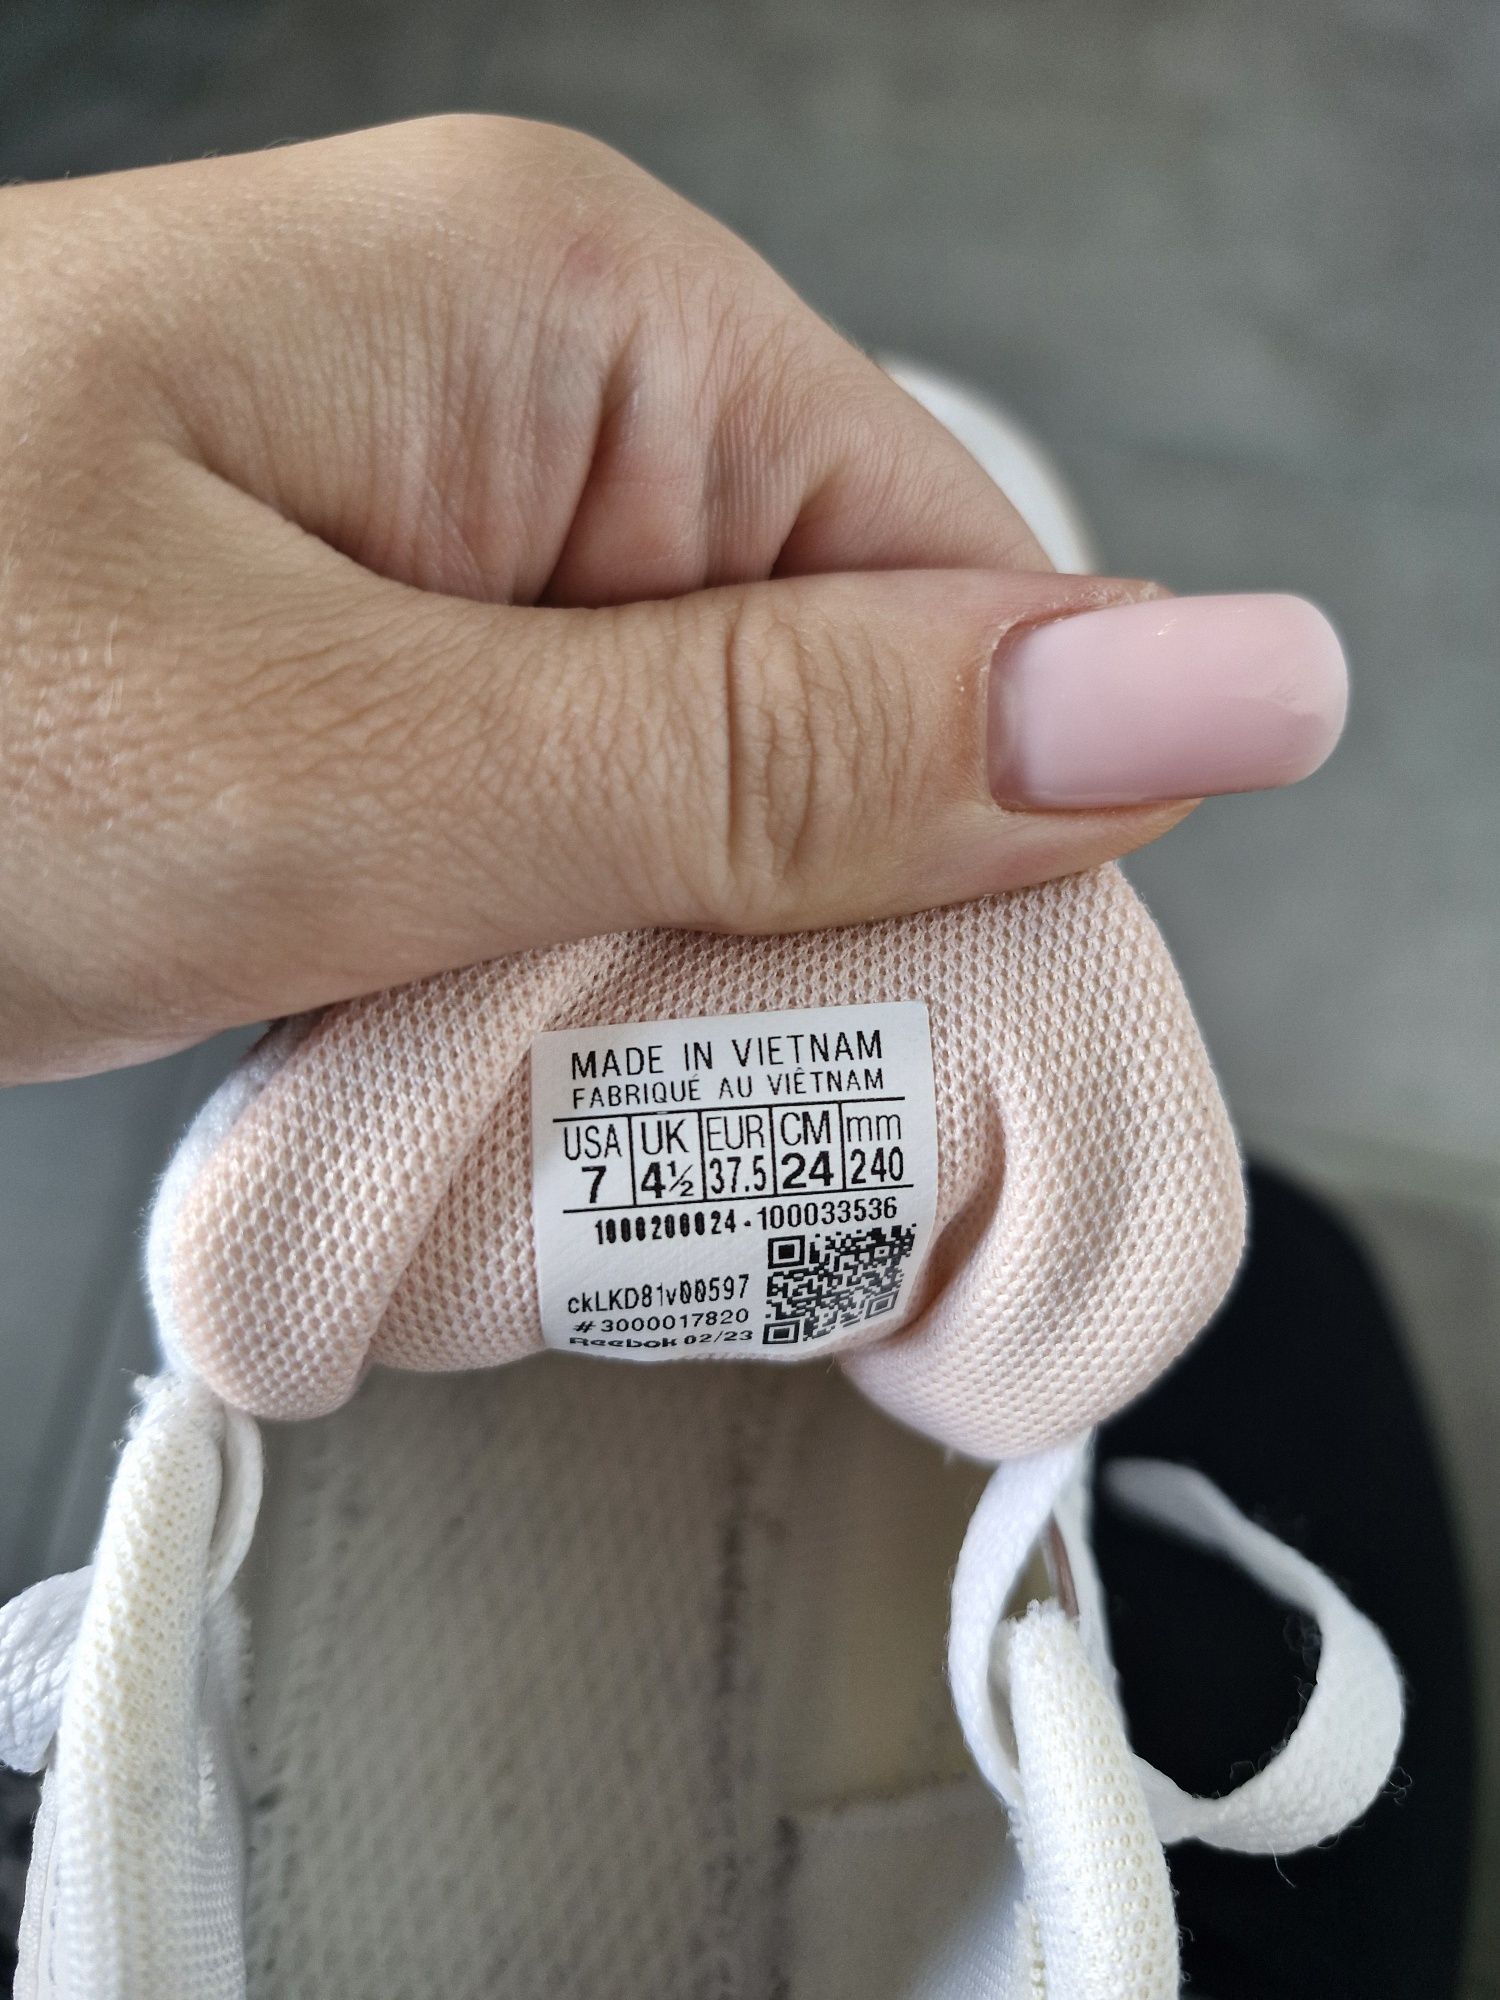 MADE IN VIETNAM
FABRIQUÉ AU VIÊTNAM
USA UK EUR CM mm
7 4½ 37.5 24 240
1000200024-100033536
ckLKD81v00597
#3000017820
Reebok 02/23